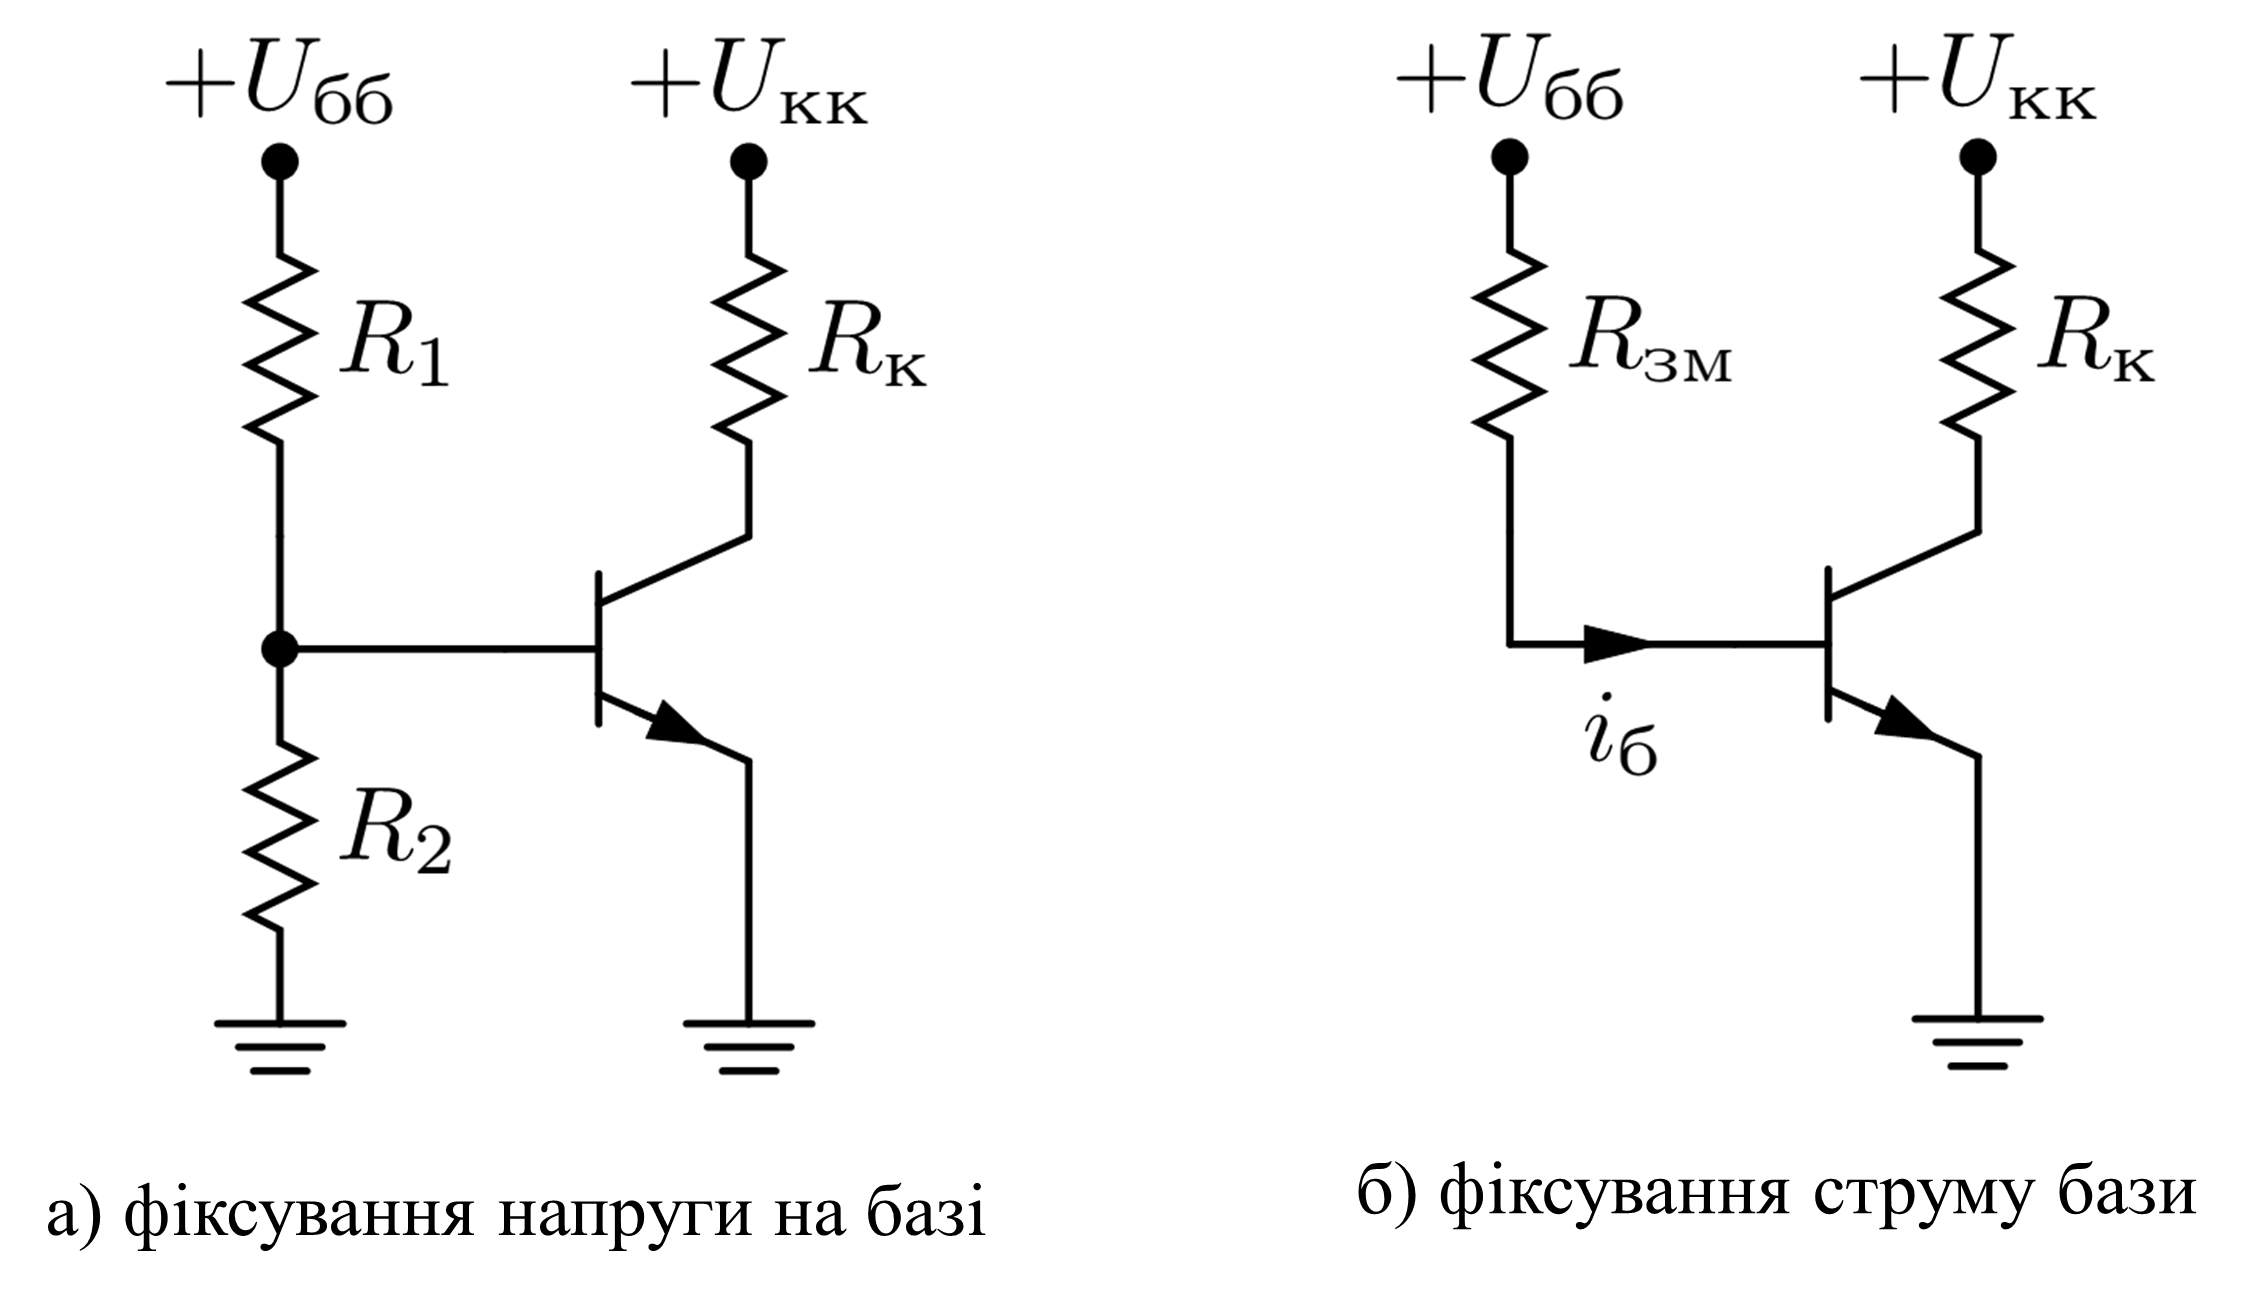 +Uбб
+Uкк
R1
Rк
R2
а) фіксування напруги на базі
+Uбб
+Uкк
Rзм
Rк
iб
б) фіксування струму бази